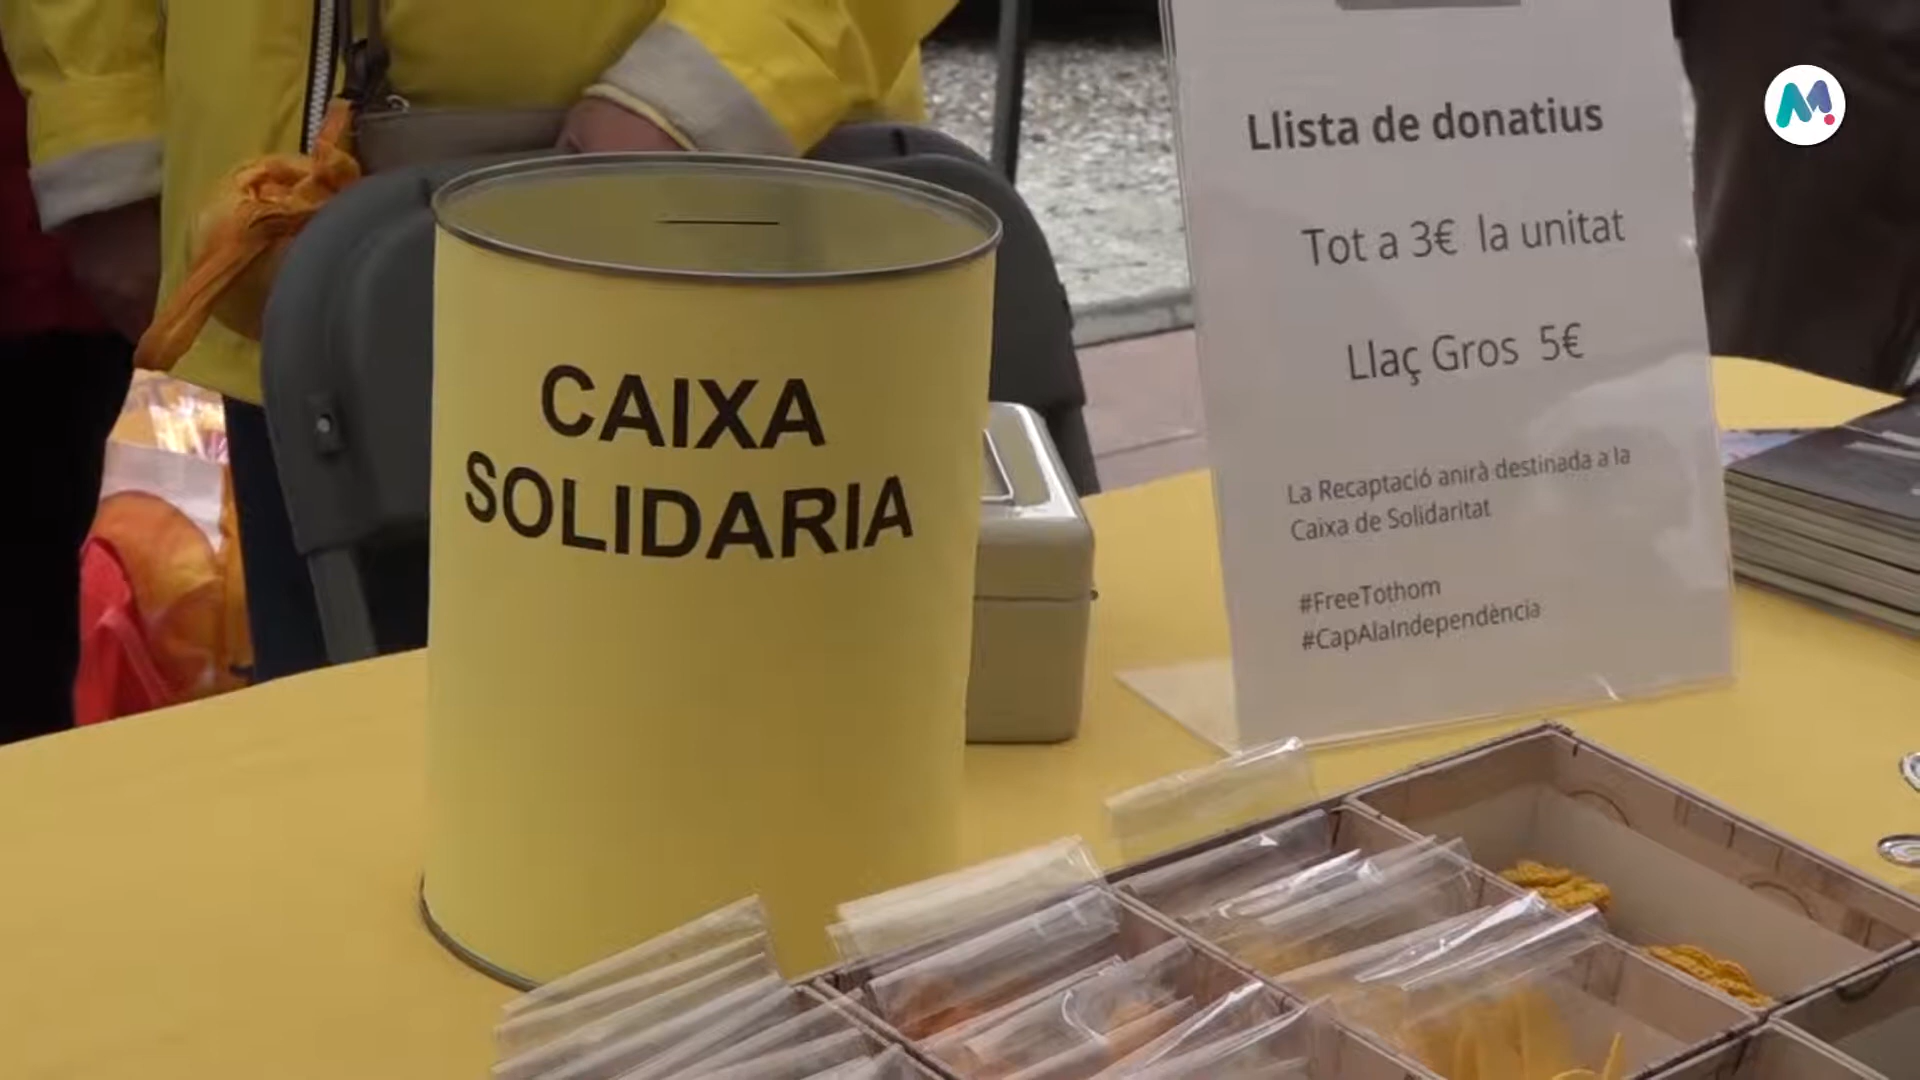 CAIXA
SOLIDARIA
Llista de donatius
Tot a 3€ la unitat
Llaç Gros 5€
La Recaptació anirà destinada a la
Caixa de Solidaritat
#FreeTothom
#CapAlaIndependència
M